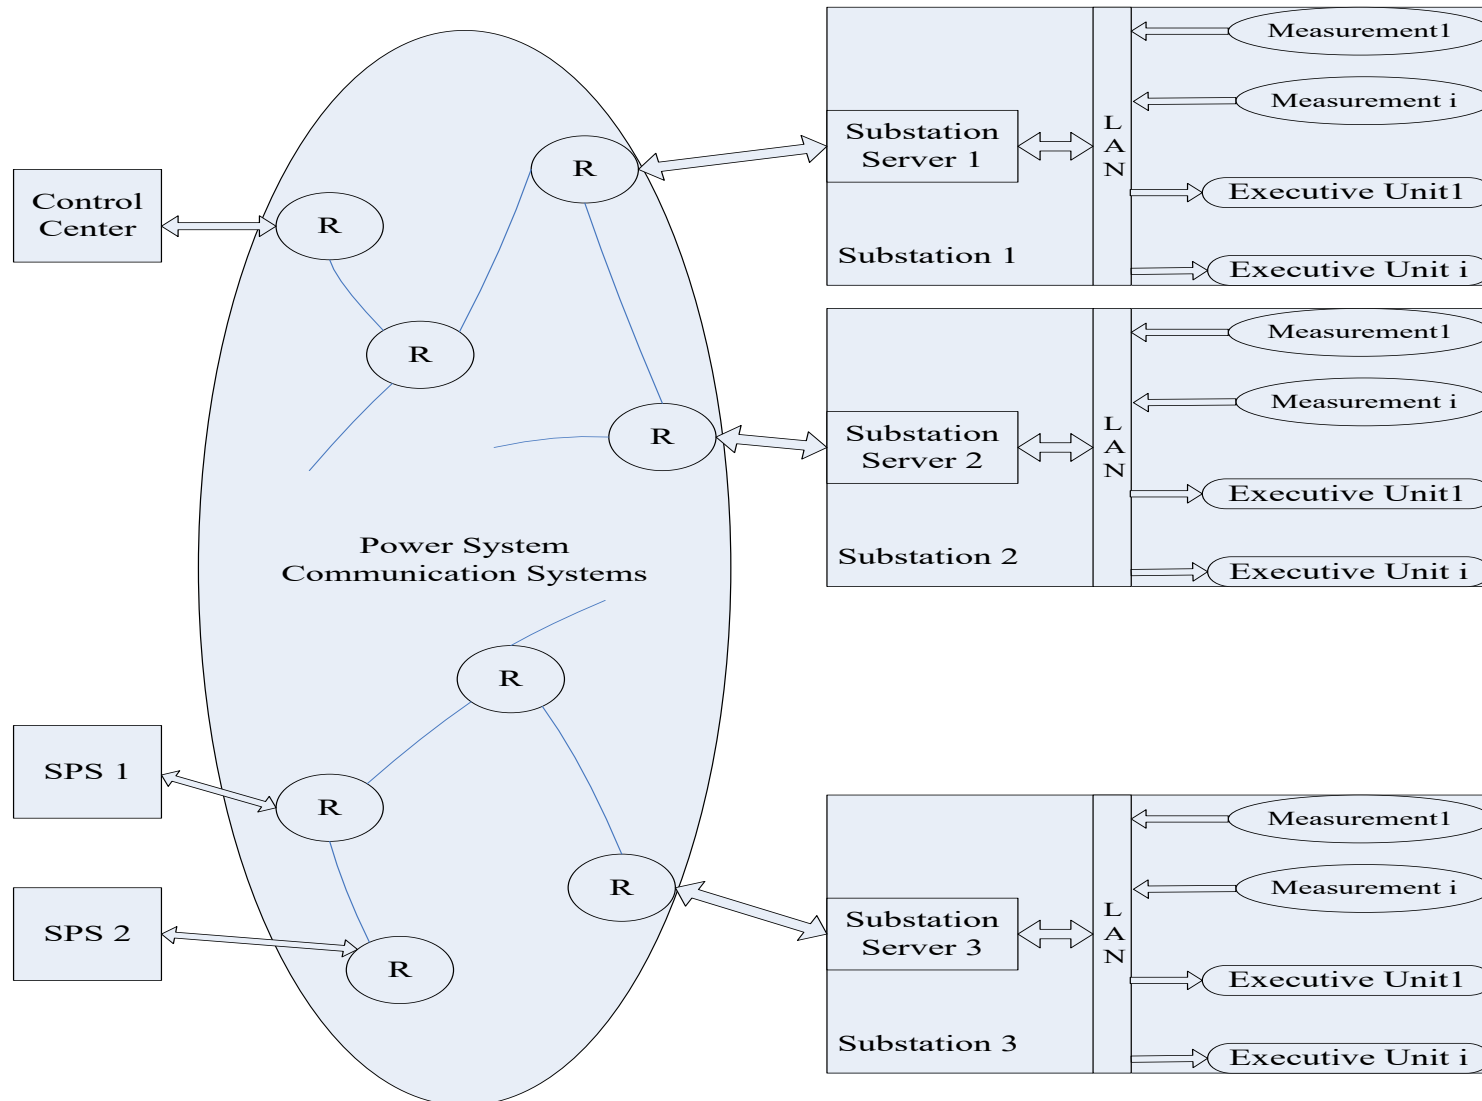 Control
Center
R
R
R
R
Power System
Communication Systems
R
R
R
R
SPS 1
SPS 2
Substation
Server 1
Substation 1
L
A
N
Measurement1
Measurement i
Executive Unit1
Executive Unit i
Substation
Server 2
Substation 2
L
A
N
Measurement1
Measurement i
Executive Unit1
Executive Unit i
Substation
Server 3
Substation 3
L
A
N
Measurement1
Measurement i
Executive Unit1
Executive Unit i